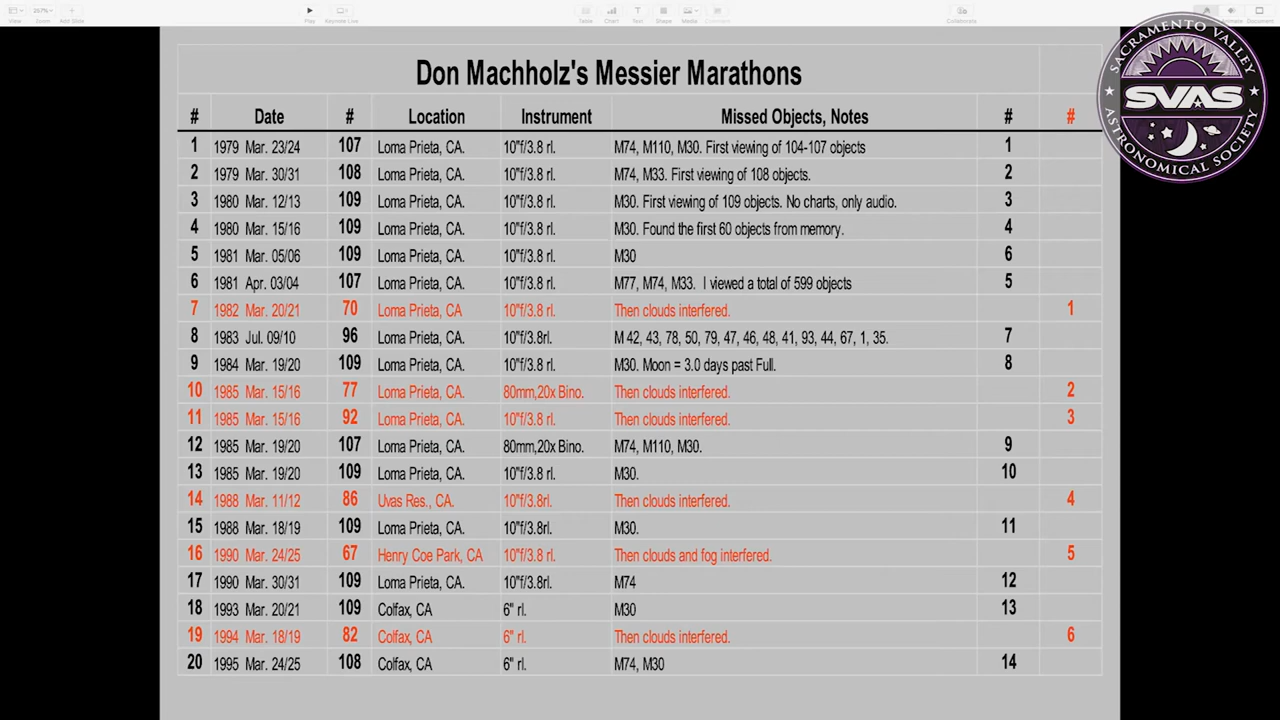 View Zoom Add Slide Play Keynote Live Table Chart Text Shape Media Comment Collaborate Animate Document
267%
SACRAMENTO VALLEY
SVAS
ASTRONOMICAL SOCIETY
Don Machholz's Messier Marathons
# Date # Location Instrument Missed Objects, Notes # #
1 1979 Mar. 23/24 107 Loma Prieta, CA. 10"f/3.8 rl. M74, M110, M30. First viewing of 104-107 objects 1
2 1979 Mar. 30/31 108 Loma Prieta, CA. 10"f/3.8 rl. M74, M33. First viewing of 108 objects. 2
3 1980 Mar. 12/13 109 Loma Prieta, CA. 10"f/3.8 rl. M30. First viewing of 109 objects. No charts, only audio. 3
4 1980 Mar. 15/16 109 Loma Prieta, CA. 10"f/3.8 rl. M30. Found the first 60 objects from memory. 4
5 1981 Mar. 05/06 109 Loma Prieta, CA. 10"f/3.8 rl. M30 6
6 1981 Apr. 03/04 107 Loma Prieta, CA. 10"f/3.8 rl. M77, M74, M33. I viewed a total of 599 objects 5
7 1982 Mar. 20/21 70 Loma Prieta, CA 10"f/3.8 rl. Then clouds interfered. 1
8 1983 Jul. 09/10 96 Loma Prieta, CA. 10"f/3.8rl. M 42, 43, 78, 50, 79, 47, 46, 48, 41, 93, 44, 67, 1, 35. 7
9 1984 Mar. 19/20 109 Loma Prieta, CA. 10"f/3.8 rl. M30. Moon = 3.0 days past Full. 8
10 1985 Mar. 15/16 77 Loma Prieta, CA. 80mm,20x Bino. Then clouds interfered. 2
11 1985 Mar. 15/16 92 Loma Prieta, CA. 10"f/3.8 rl. Then clouds interfered. 3
12 1985 Mar. 19/20 107 Loma Prieta, CA. 80mm,20x Bino. M74, M110, M30. 9
13 1985 Mar. 19/20 109 Loma Prieta, CA. 10"f/3.8 rl. M30. 10
14 1988 Mar. 11/12 86 Uvas Res., CA. 10"f/3.8rl. Then clouds interfered. 4
15 1988 Mar. 18/19 109 Loma Prieta, CA. 10"f/3.8rl. M30. 11
16 1990 Mar. 24/25 67 Henry Coe Park, CA 10"f/3.8 rl. Then clouds and fog interfered. 5
17 1990 Mar. 30/31 109 Loma Prieta, CA. 10"f/3.8rl. M74 12
18 1993 Mar. 20/21 109 Colfax, CA 6" rl. M30 13
19 1994 Mar. 18/19 82 Colfax, CA 6" rl. Then clouds interfered. 6
20 1995 Mar. 24/25 108 Colfax, CA 6" rl. M74, M30 14